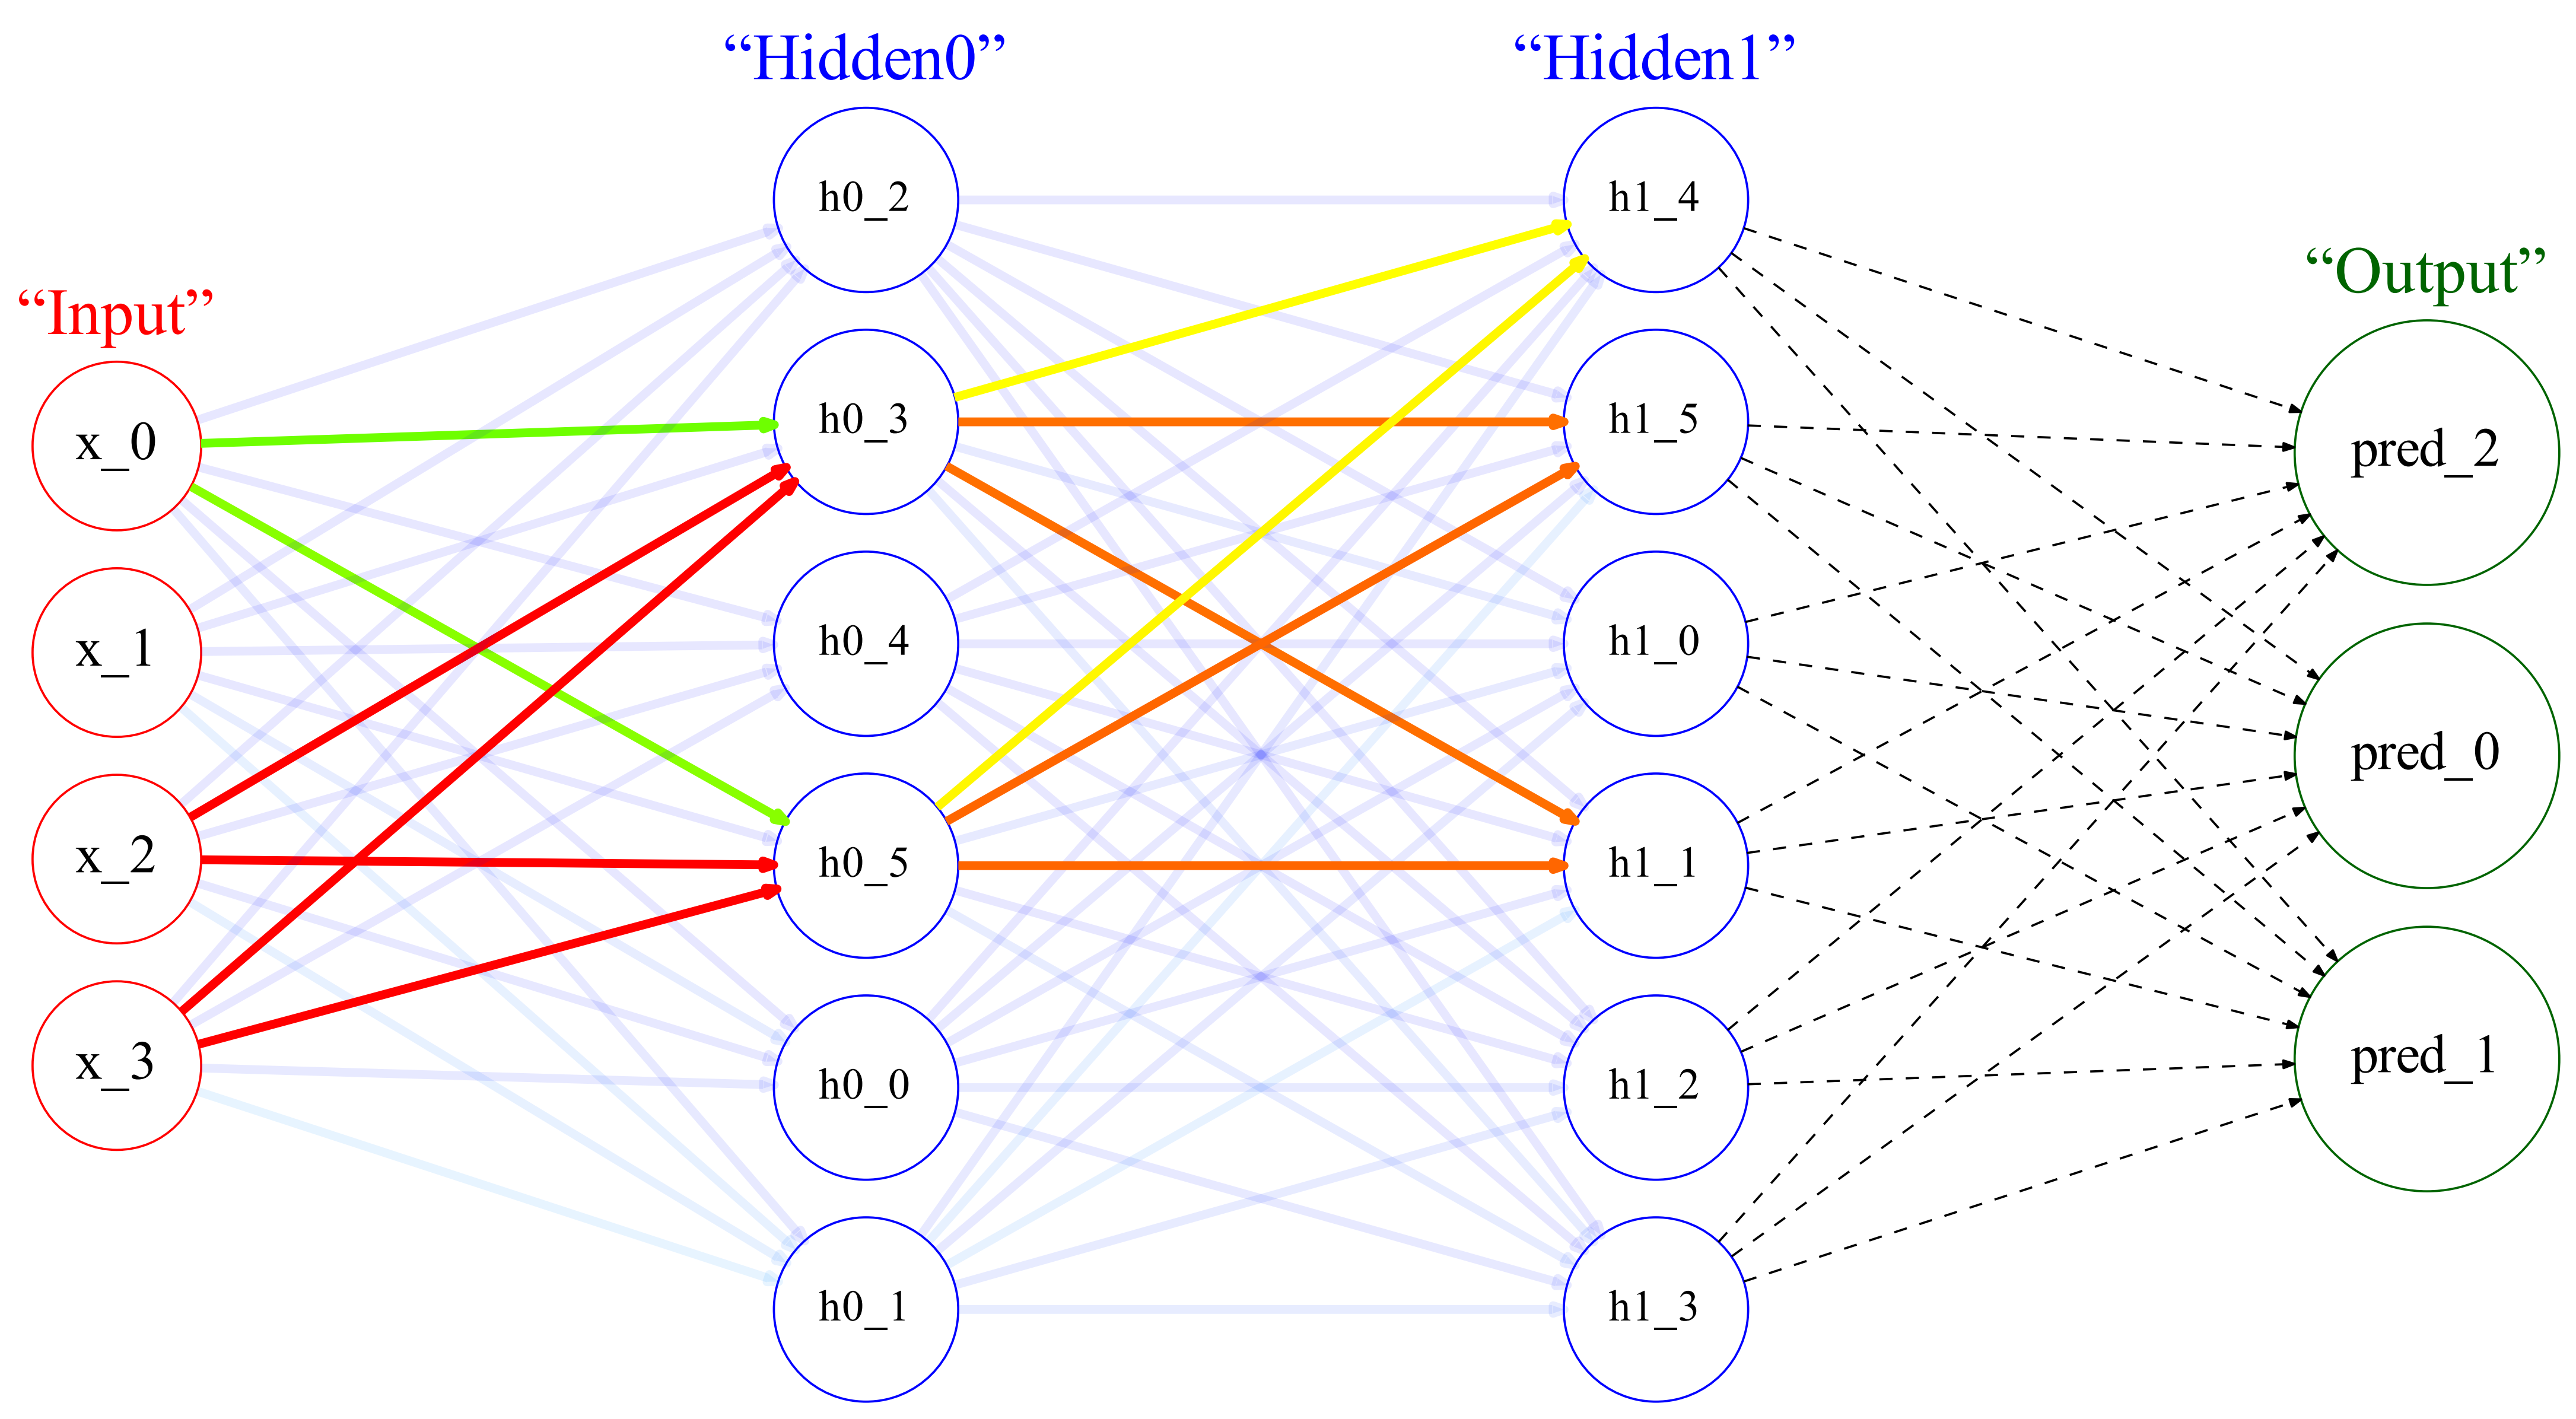 “Hidden0”
“Hidden1”
“Input”
“Output”
x_0
x_1
x_2
x_3
h0_2
h0_3
h0_4
h0_5
h0_0
h0_1
h1_4
h1_5
h1_0
h1_1
h1_2
h1_3
pred_2
pred_0
pred_1